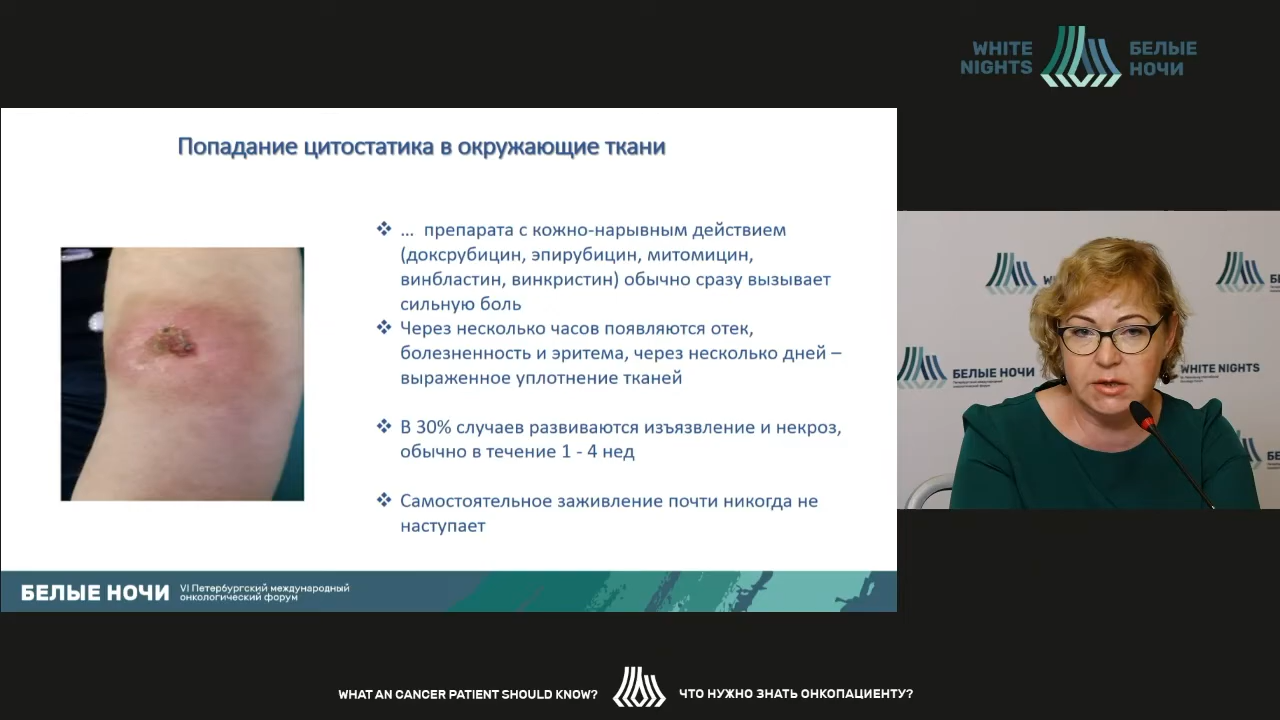 WHITE
NIGHTS
БЕЛЫЕ
НОЧИ
Попадание цитостатика в окружающие ткани
❖ ... препарата с кожно-нарывным действием
(доксрубицин, эпирубицин, митомицин,
винбластин, винкристин) обычно сразу вызывает
сильную боль
❖ Через несколько часов появляются отек,
болезненность и эритема, через несколько дней –
выраженное уплотнение тканей
❖ В 30% случаев развиваются изъязвление и некроз,
обычно в течение 1 - 4 нед
❖ Самостоятельное заживление почти никогда не
наступает
БЕЛЫЕ НОЧИ
VI Петербургский международный
онкологический форум
БЕЛЫЕ НОЧИ
WHITE NIGHTS
WHAT AN CANCER PATIENT SHOULD KNOW?
ЧТО НУЖНО ЗНАТЬ ОНКОПАЦИЕНТУ?